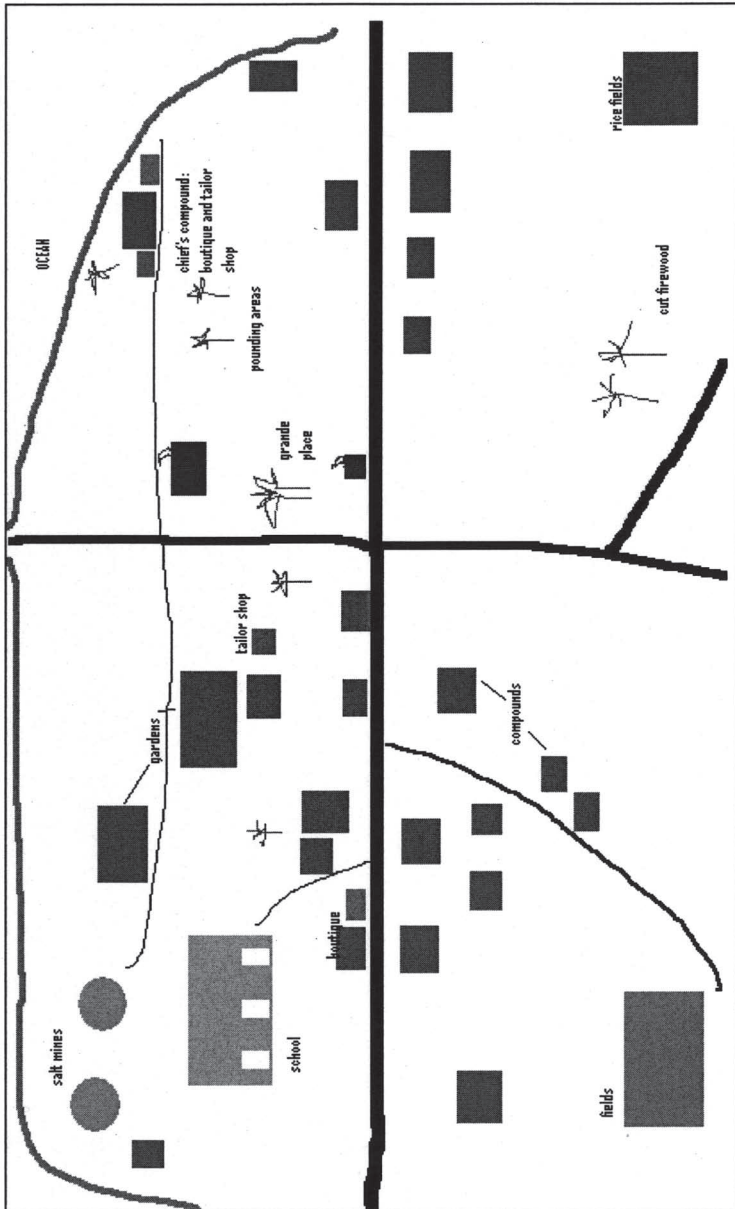 OCEAN
salt mines
gardens
chief's compound:
boutique and tailor
shop
pounding areas
tailor shop
grande
place
school
boutique
compounds
cut firewood
fields
rice fields